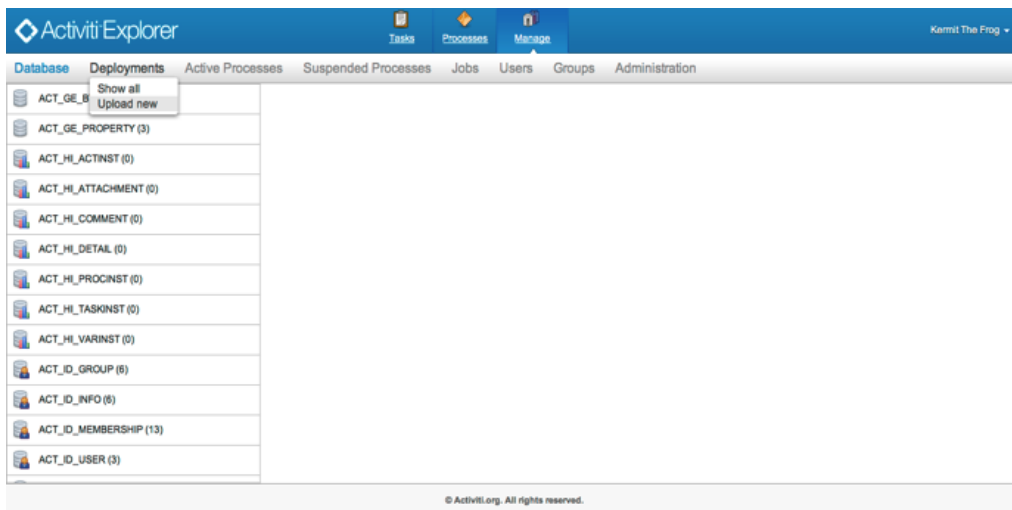 Activiti Explorer
Tasks Processes Manage
Kermit The Frog
Database Deployments Active Processes Suspended Processes Jobs Users Groups Administration
Show all
Upload new
ACT_GE_B
ACT_GE_PROPERTY (3)
ACT_HI_ACTINST (0)
ACT_HI_ATTACHMENT (0)
ACT_HI_COMMENT (0)
ACT_HI_DETAIL (0)
ACT_HI_PROCINST (0)
ACT_HI_TASKINST (0)
ACT_HI_VARINST (0)
ACT_ID_GROUP (6)
ACT_ID_INFO (6)
ACT_ID_MEMBERSHIP (13)
ACT_ID_USER (3)
© Activiti.org. All rights reserved.